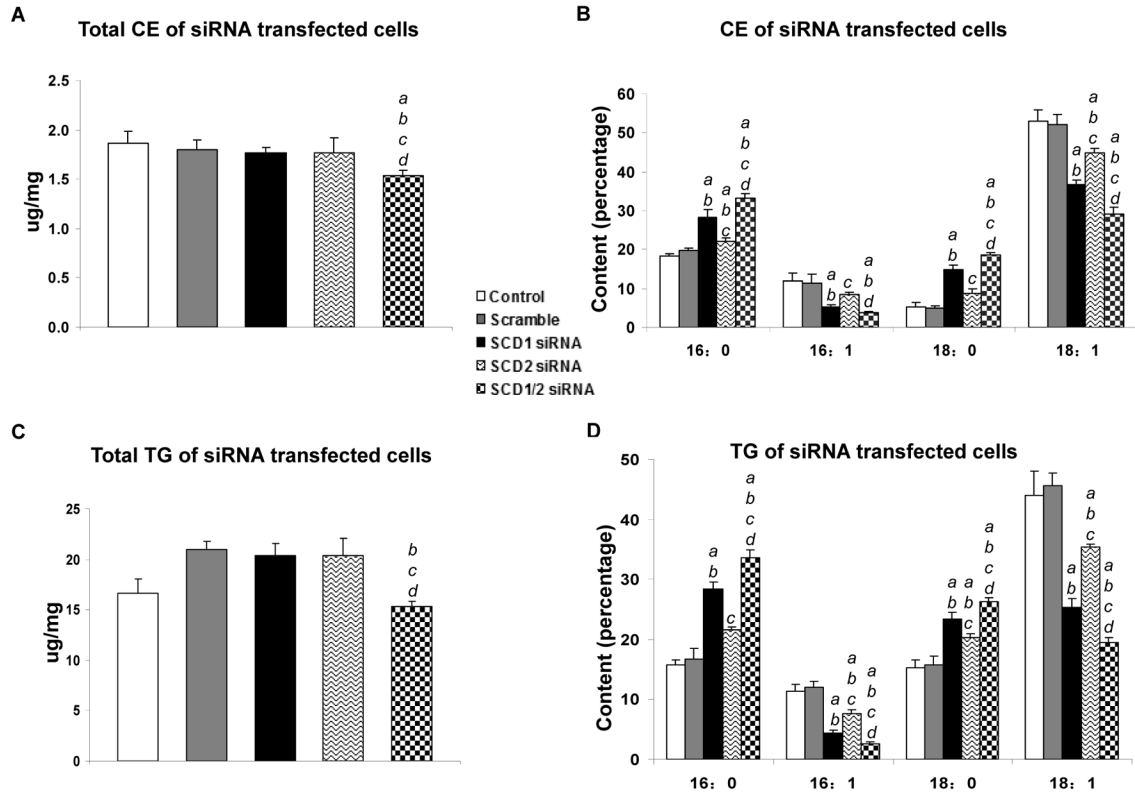 A
Total CE of siRNA transfected cells
ug/mg
2.5
2.0
1.5
1.0
0.5
0.0
a
b
c
d
Control
Scramble
SCD1 siRNA
SCD2 siRNA
SCD1/2 siRNA
B
CE of siRNA transfected cells
Content (percentage)
60
50
40
30
20
10
0
a
b
a
b
c
a
b
c
d
a
b
c
a
b
d
a
b
c
a
b
c
d
a
b
a
b
c
a
b
c
d
16: 0
16: 1
18: 0
18: 1
C
Total TG of siRNA transfected cells
ug/mg
25
20
15
10
5
0
b
c
d
D
TG of siRNA transfected cells
Content (percentage)
50
40
30
20
10
0
a
b
c
a
b
c
d
a
b
a
b
c
a
b
c
d
a
b
a
b
c
a
b
c
d
a
b
a
b
c
a
b
c
d
16: 0
16: 1
18: 0
18: 1